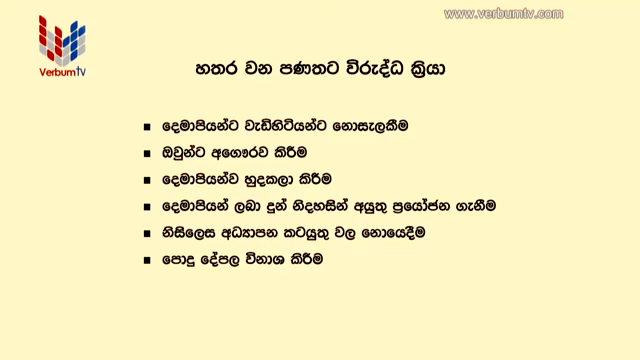 www.verbumtv.com
VerbumTV
හතර වන පණතට විරුද්ධ ක්‍රියා
■ දෙමාපියන්ට වැඩිහිටියන්ට නොසැලකීම
■ ඔවුන්ට අගෞරව කිරීම
■ දෙමාපියන්ව හුදකලා කිරීම
■ දෙමාපියන් ලබා දුන් නිදහසින් අයුතු ප්‍රයෝජන ගැනීම
■ නිසිලෙස අධ්‍යාපන කටයුතු වල නොයෙදීම
■ පොදු දේපල විනාශ කිරීම